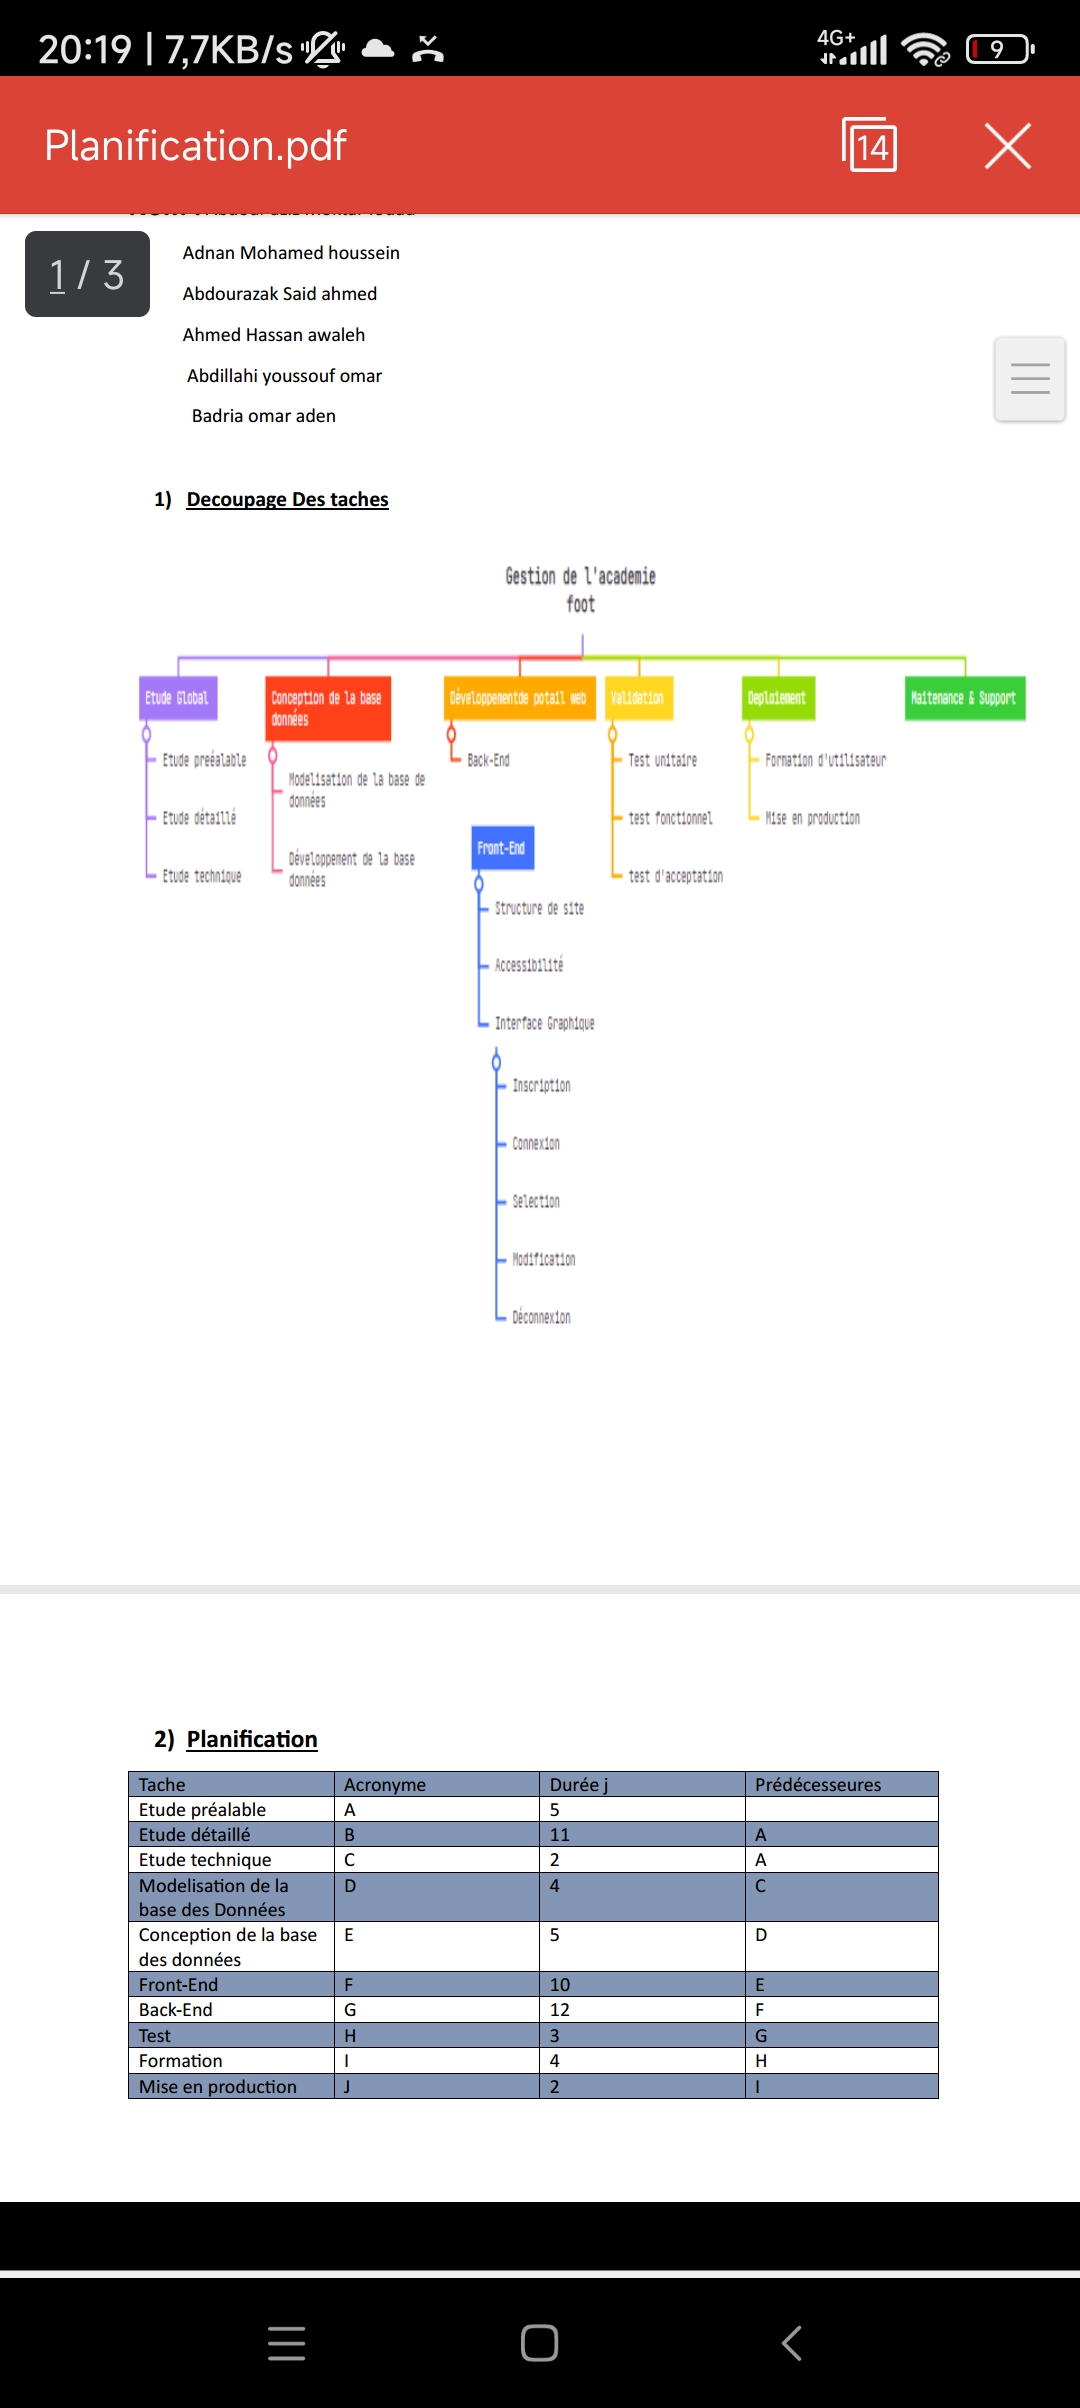 20:19 | 7,7KB/s
4G+
9
Planification.pdf
14
1 / 3
Adnan Mohamed houssein
Abdourazak Said ahmed
Ahmed Hassan awaleh
Abdillahi youssouf omar
Badria omar aden
1) Decoupage Des taches
Gestion de l'academie
foot
Etude Global
Etude preéalable
Etude détaillé
Etude technique
Conception de la base
données
Modelisation de la base de
données
Développement de la base
données
Développementde potail web
Back-End
Front-End
Structure de site
Accessibilité
Interface Graphique
Inscription
Connexion
Selection
Modification
Déconnexion
Validation
Test unitaire
test fonctionnel
test d'acceptation
Deploiement
Formation d'utilisateur
Mise en production
Maitenance & Support
2) Planification
Tache Acronyme Durée j Prédécesseures
Etude préalable A 5
Etude détaillé B 11 A
Etude technique C 2 A
Modelisation de la D 4 C
base des Données
Conception de la base E 5 D
des données
Front-End F 10 E
Back-End G 12 F
Test H 3 G
Formation I 4 H
Mise en production J 2 I